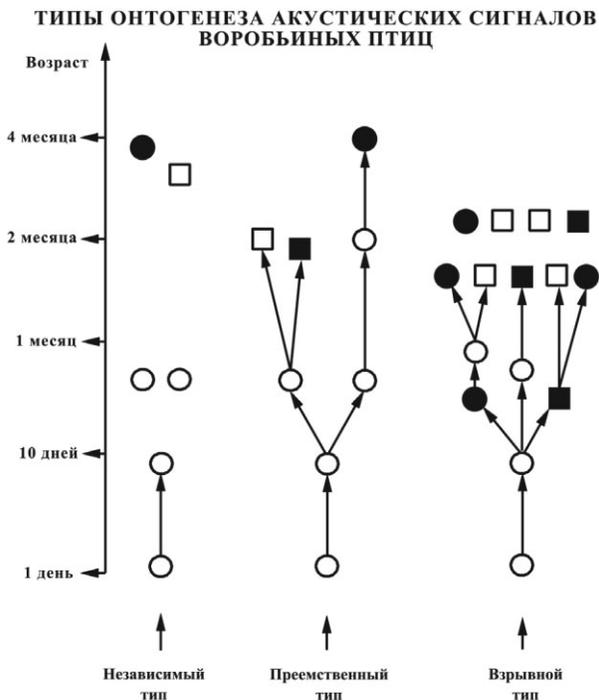 ТИПЫ ОНТОГЕНЕЗА АКУСТИЧЕСКИХ СИГНАЛОВ
ВОРОБЬИНЫХ ПТИЦ
Возраст
4 месяца
2 месяца
1 месяц
10 дней
1 день
Независимый
тип
Преемственный
тип
Взрывной
тип